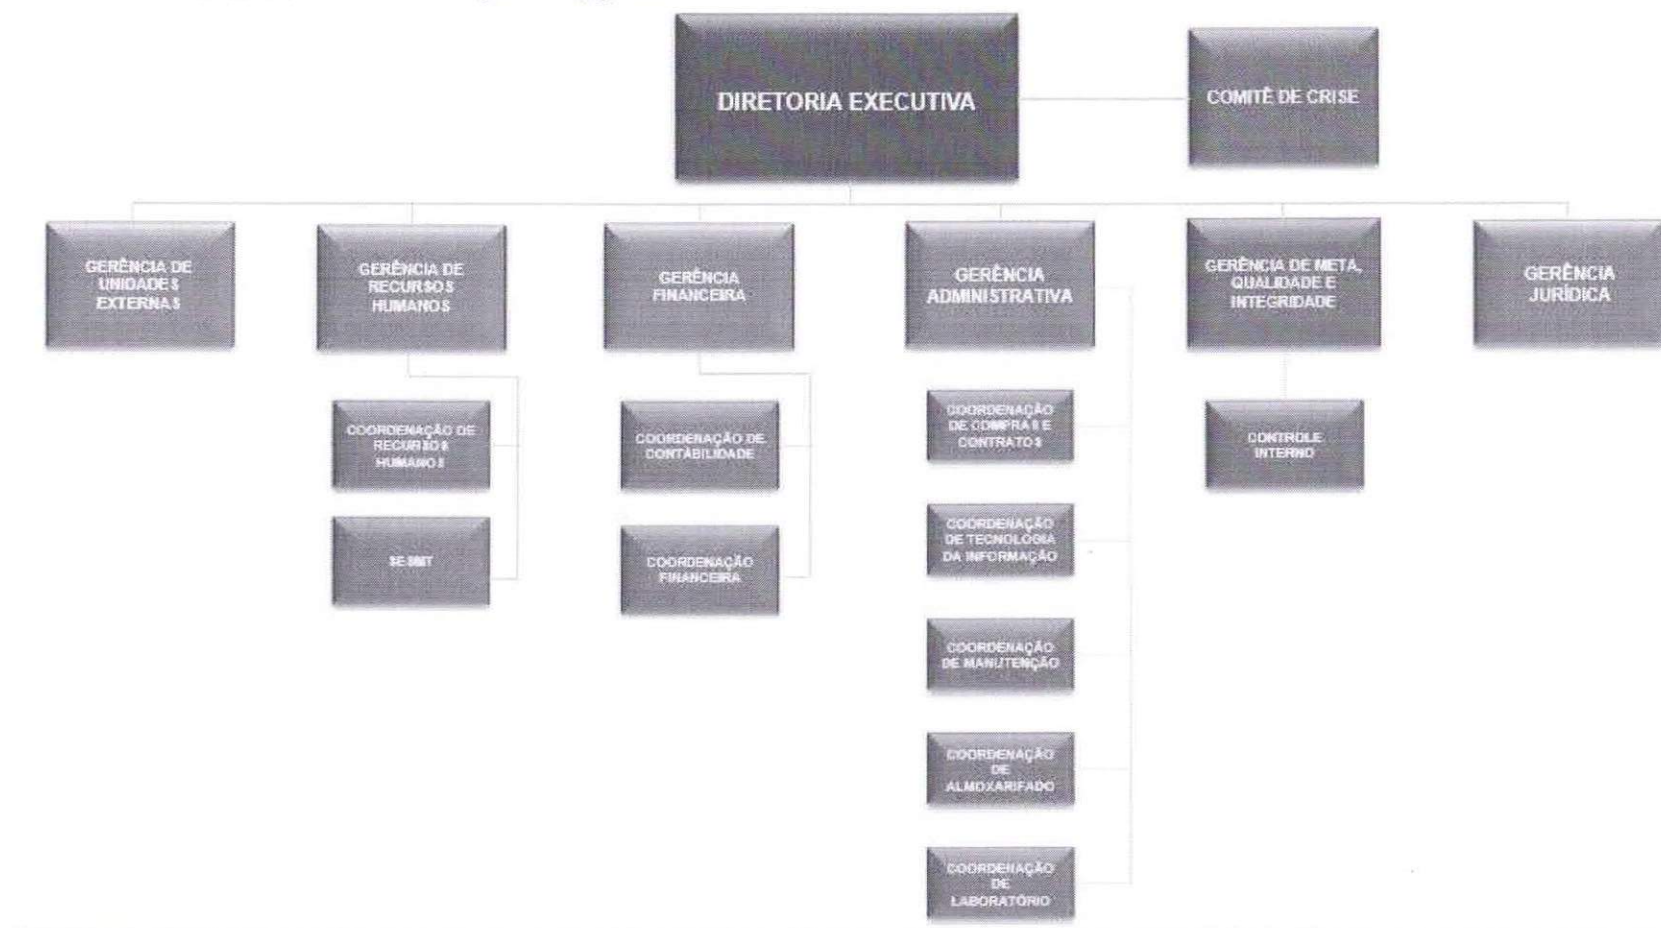 DIRETORIA EXECUTIVA
COMITÊ DE CRISE
GERÊNCIA DE
UNIDADES
EXTERNAS
GERÊNCIA DE
RECURSOS
HUMANOS
GERÊNCIA
FINANCEIRA
GERÊNCIA
ADMINISTRATIVA
GERÊNCIA DE META,
QUALIDADE E
INTEGRIDADE
GERÊNCIA
JURÍDICA
COORDENAÇÃO DE
RECURSOS
HUMANOS
SESMT
COORDENAÇÃO DE
CONTABILIDADE
COORDENAÇÃO
FINANCEIRA
COORDENAÇÃO
DE COMPRAS E
CONTRATOS
COORDENAÇÃO
DE TECNOLOGIA
DA INFORMAÇÃO
COORDENAÇÃO
DE MANUTENÇÃO
COORDENAÇÃO
DE
ALMOXARIFADO
COORDENAÇÃO
DE
LABORATÓRIO
CONTROLE
INTERNO